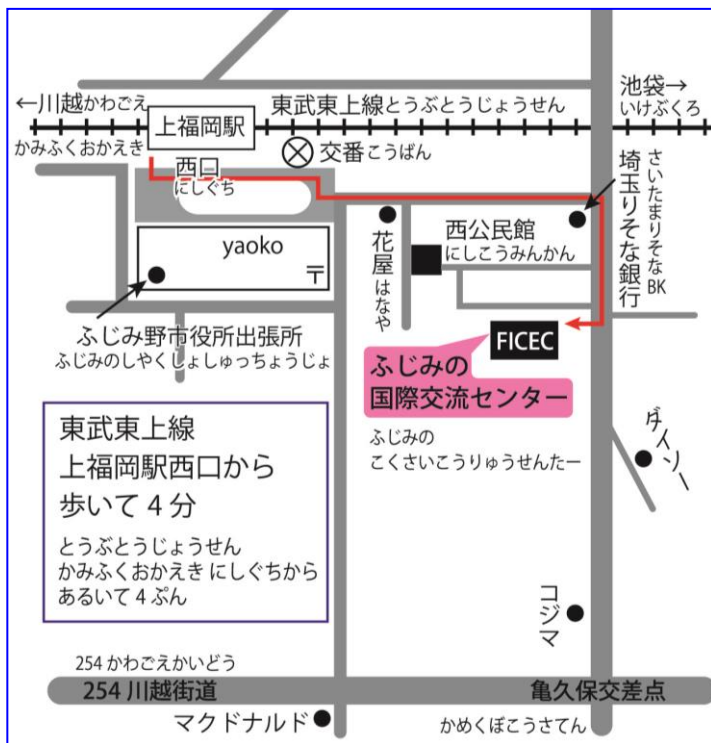 ←川越かわごえ
かみふくおかえき
上福岡駅
東武東上線とうぶとうじょうせん
池袋→
いけぶくろ
交番こうばん
西口
にしぐち
yaoko
〒
花屋はなや
西公民館
にしこうみんかん
埼玉りそな銀行
さいたまりそなBK
ふじみ野市役所出張所
ふじみのしやくしょしゅっちょうじょ
FICEC
ふじみの
国際交流センター
ふじみの
こくさいこうりゅうせんたー
ダイソー
東武東上線
上福岡駅西口から
歩いて 4 分
とうぶとうじょうせん
かみふくおかえき にしぐちから
あるいて 4 ぷん
コジマ
254 かわごえかいどう
254 川越街道
亀久保交差点
かめくぼこうさてん
マクドナルド